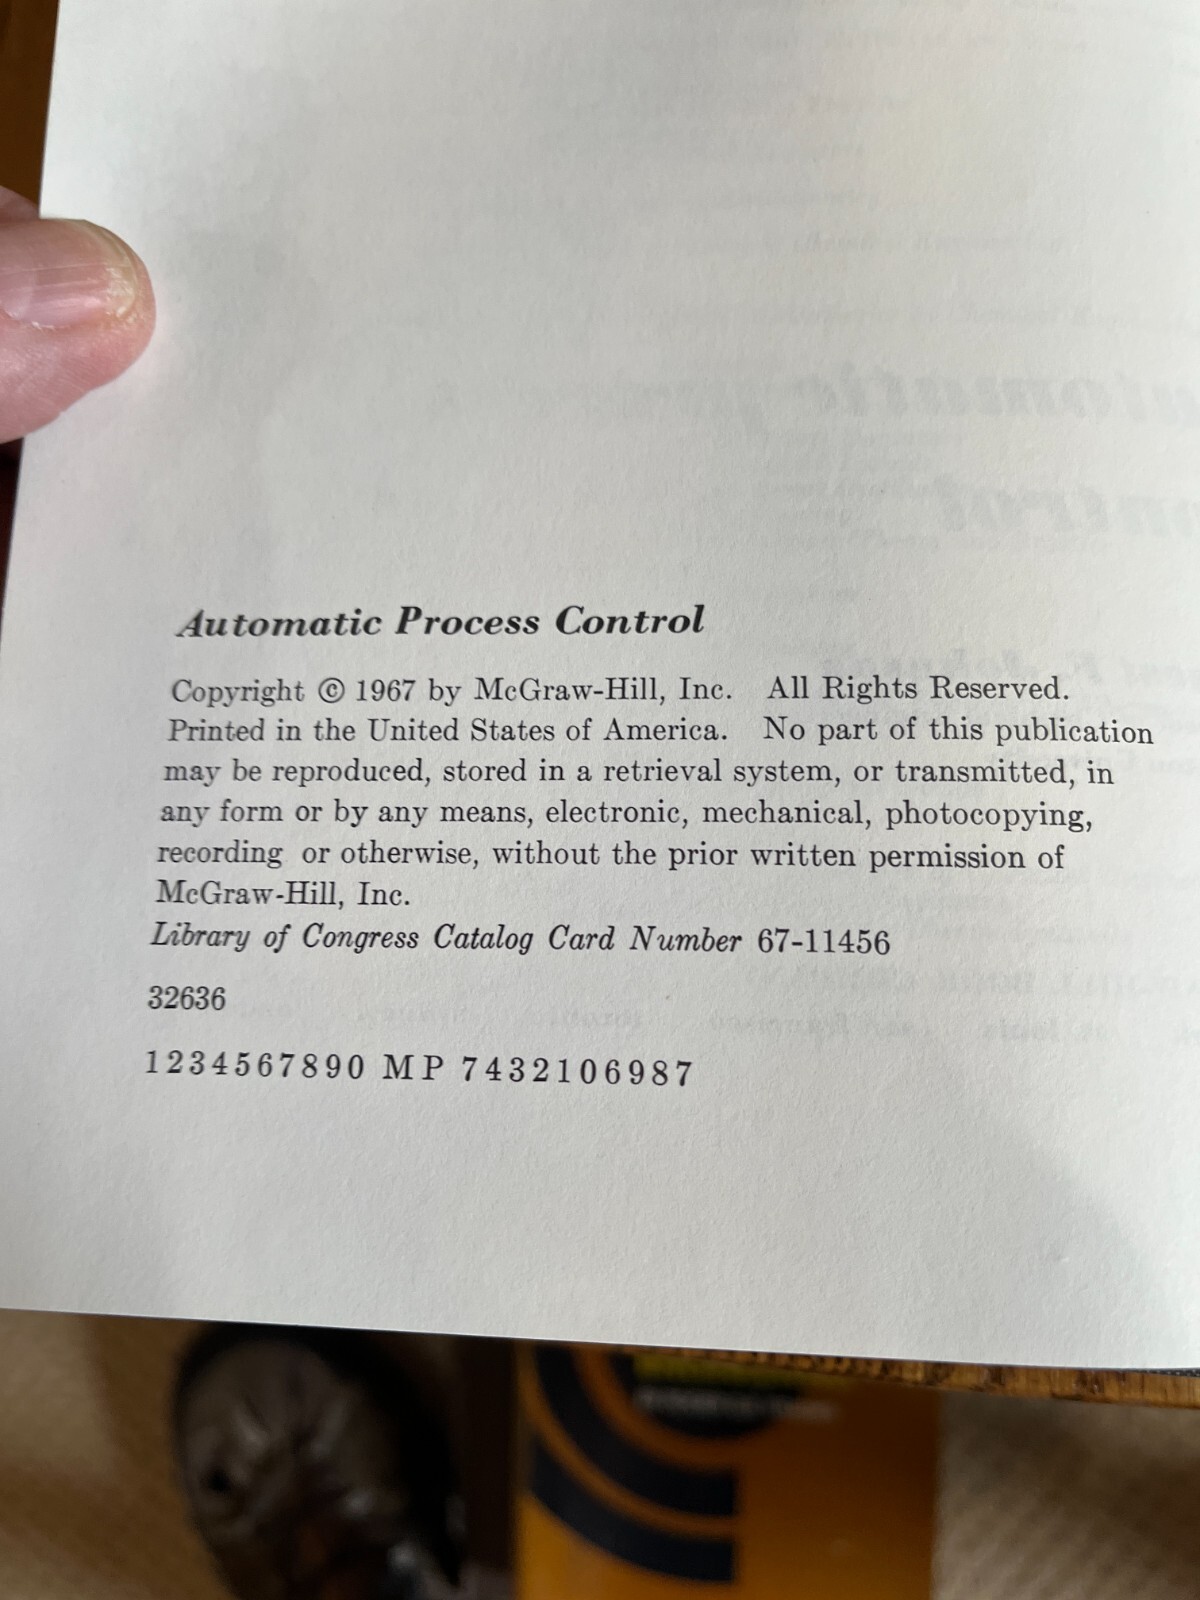 Automatic Process Control
Copyright © 1967 by McGraw-Hill, Inc. All Rights Reserved.
Printed in the United States of America. No part of this publication
may be reproduced, stored in a retrieval system, or transmitted, in
any form or by any means, electronic, mechanical, photocopying,
recording or otherwise, without the prior written permission of
McGraw-Hill, Inc.
Library of Congress Catalog Card Number 67-11456
32636
1234567890 MP 7432106987